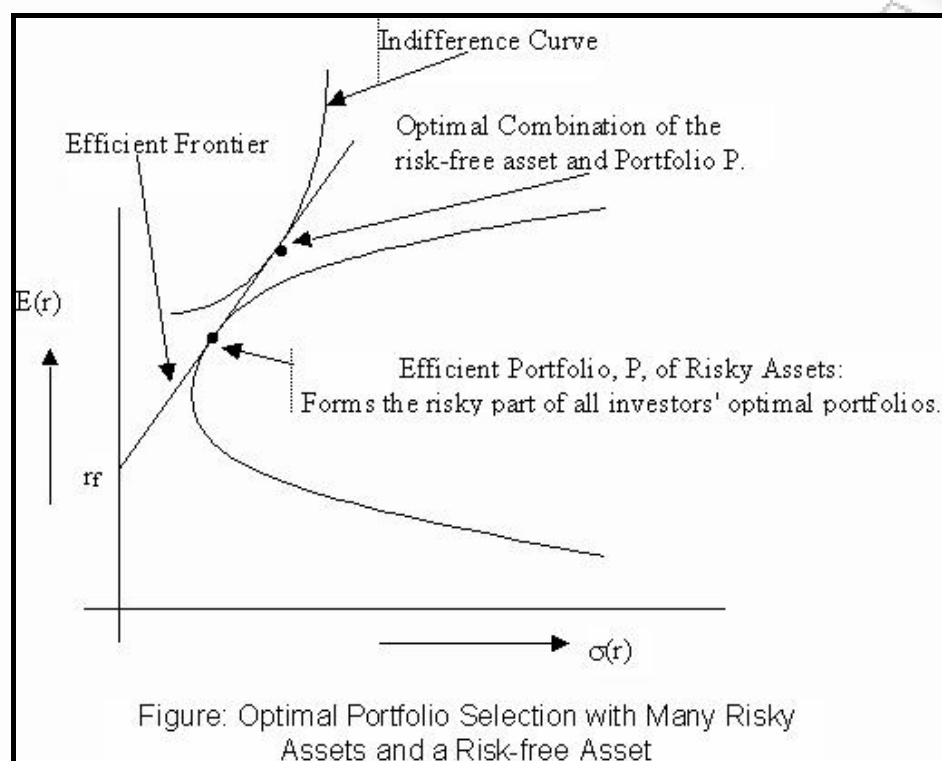 Indifference Curve
Optimal Combination of the
risk-free asset and Portfolio P.
Efficient Frontier
E(r)
Efficient Portfolio, P, of Risky Assets:
Forms the risky part of all investors' optimal portfolios.
rf
σ(r)
Figure: Optimal Portfolio Selection with Many Risky
Assets and a Risk-free Asset